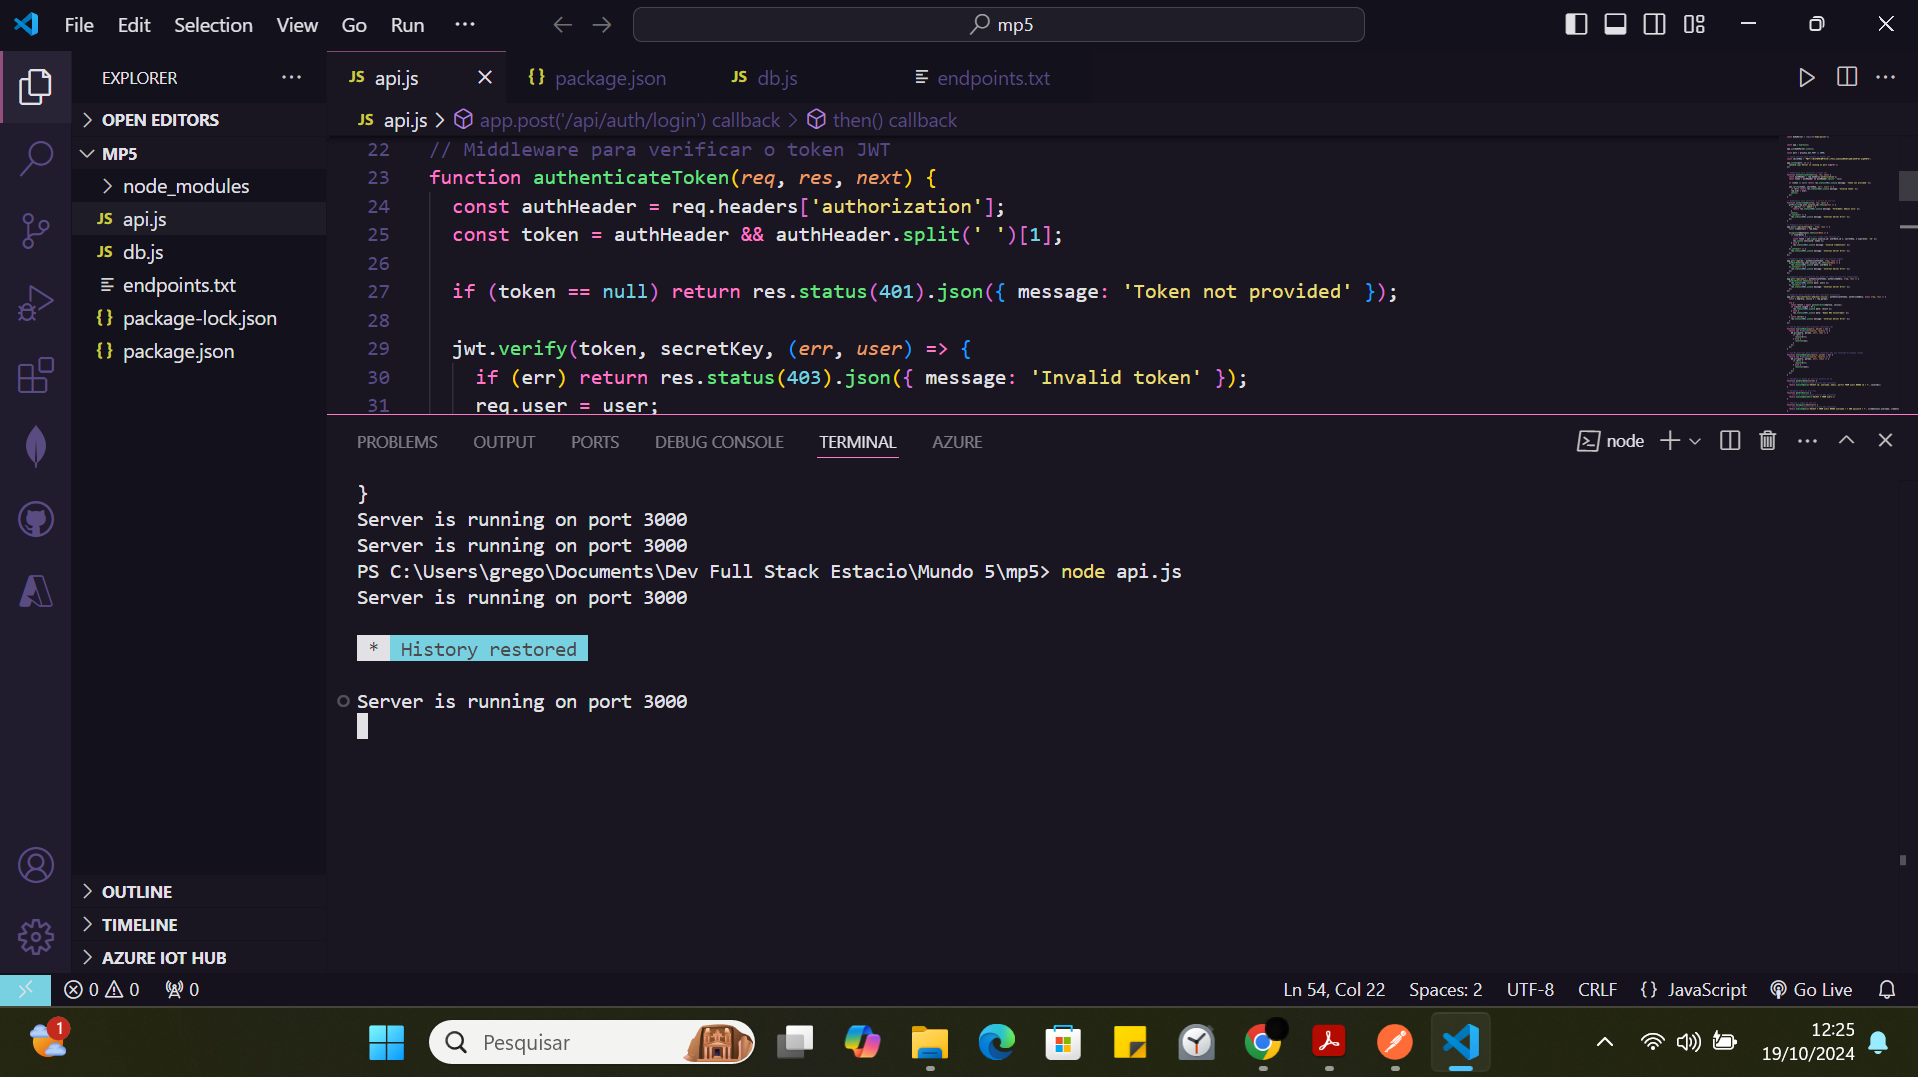 File Edit Selection View Go Run ···
mp5
EXPLORER ···
JS api.js
{} package.json
JS db.js
endpoints.txt
OPEN EDITORS
JS api.js > app.post('/api/auth/login') callback > then() callback
MP5
node_modules
JS api.js
JS db.js
endpoints.txt
{} package-lock.json
{} package.json
22 // Middleware para verificar o token JWT
23 function authenticateToken(req, res, next) {
24 const authHeader = req.headers['authorization'];
25 const token = authHeader && authHeader.split(' ')[1];
26
27 if (token == null) return res.status(401).json({ message: 'Token not provided' });
28
29 jwt.verify(token, secretKey, (err, user) => {
30 if (err) return res.status(403).json({ message: 'Invalid token' });
31 req.user = user;
PROBLEMS OUTPUT PORTS DEBUG CONSOLE TERMINAL AZURE
node
}
Server is running on port 3000
Server is running on port 3000
PS C:\Users\grego\Documents\Dev Full Stack Estacio\Mundo 5\mp5> node api.js
Server is running on port 3000
* History restored
Server is running on port 3000
OUTLINE
TIMELINE
AZURE IOT HUB
0 0 0
Ln 54, Col 22 Spaces: 2 UTF-8 CRLF {} JavaScript Go Live
1
Pesquisar
12:25
19/10/2024